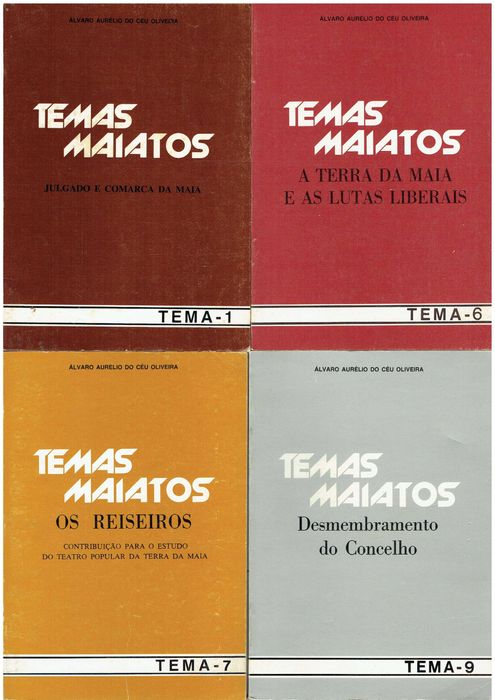 ÁLVARO AURÉLIO DO CÉU OLIVEIRA
TEMAS
MAIATOS
JULGADO E COMARCA DA MAIA
TEMA-1
ÁLVARO AURÉLIO DO CÉU OLIVEIRA
TEMAS
MAIATOS
A TERRA DA MAIA
E AS LUTAS LIBERAIS
TEMA-6
ÁLVARO AURÉLIO DO CÉU OLIVEIRA
TEMAS
MAIATOS
OS REISEIROS
CONTRIBUIÇÃO PARA O ESTUDO
DO TEATRO POPULAR DA TERRA DA MAIA
TEMA-7
ÁLVARO AURÉLIO DO CÉU OLIVEIRA
TEMAS
MAIATOS
Desmembramento
do Concelho
TEMA-9